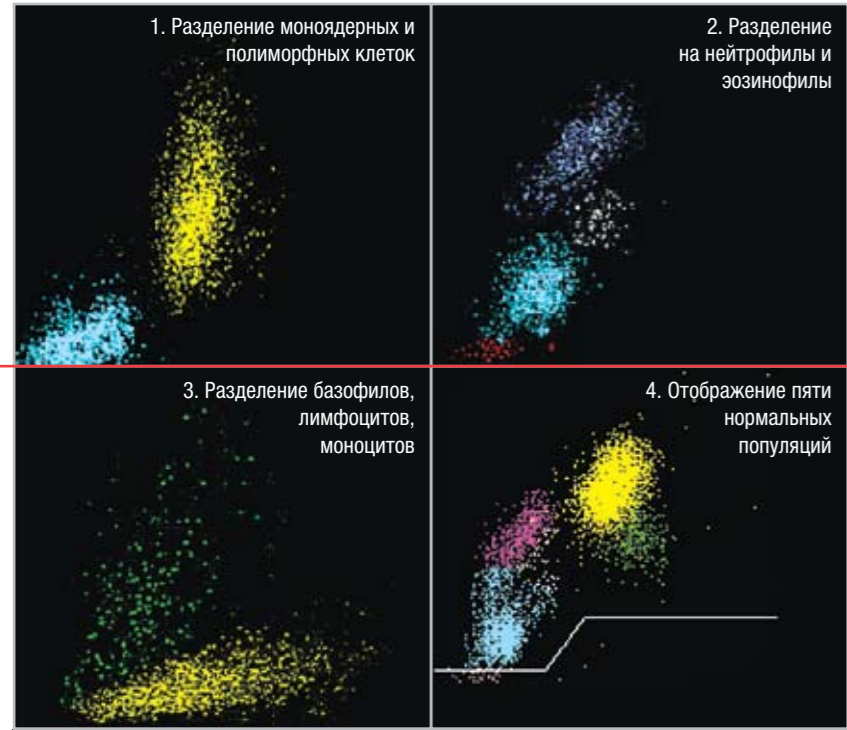 1. Разделение моноядерных и
полиморфных клеток
2. Разделение
на нейтрофилы и
эозинофилы
3. Разделение базофилов,
лимфоцитов,
моноцитов
4. Отображение пяти
нормальных
популяций